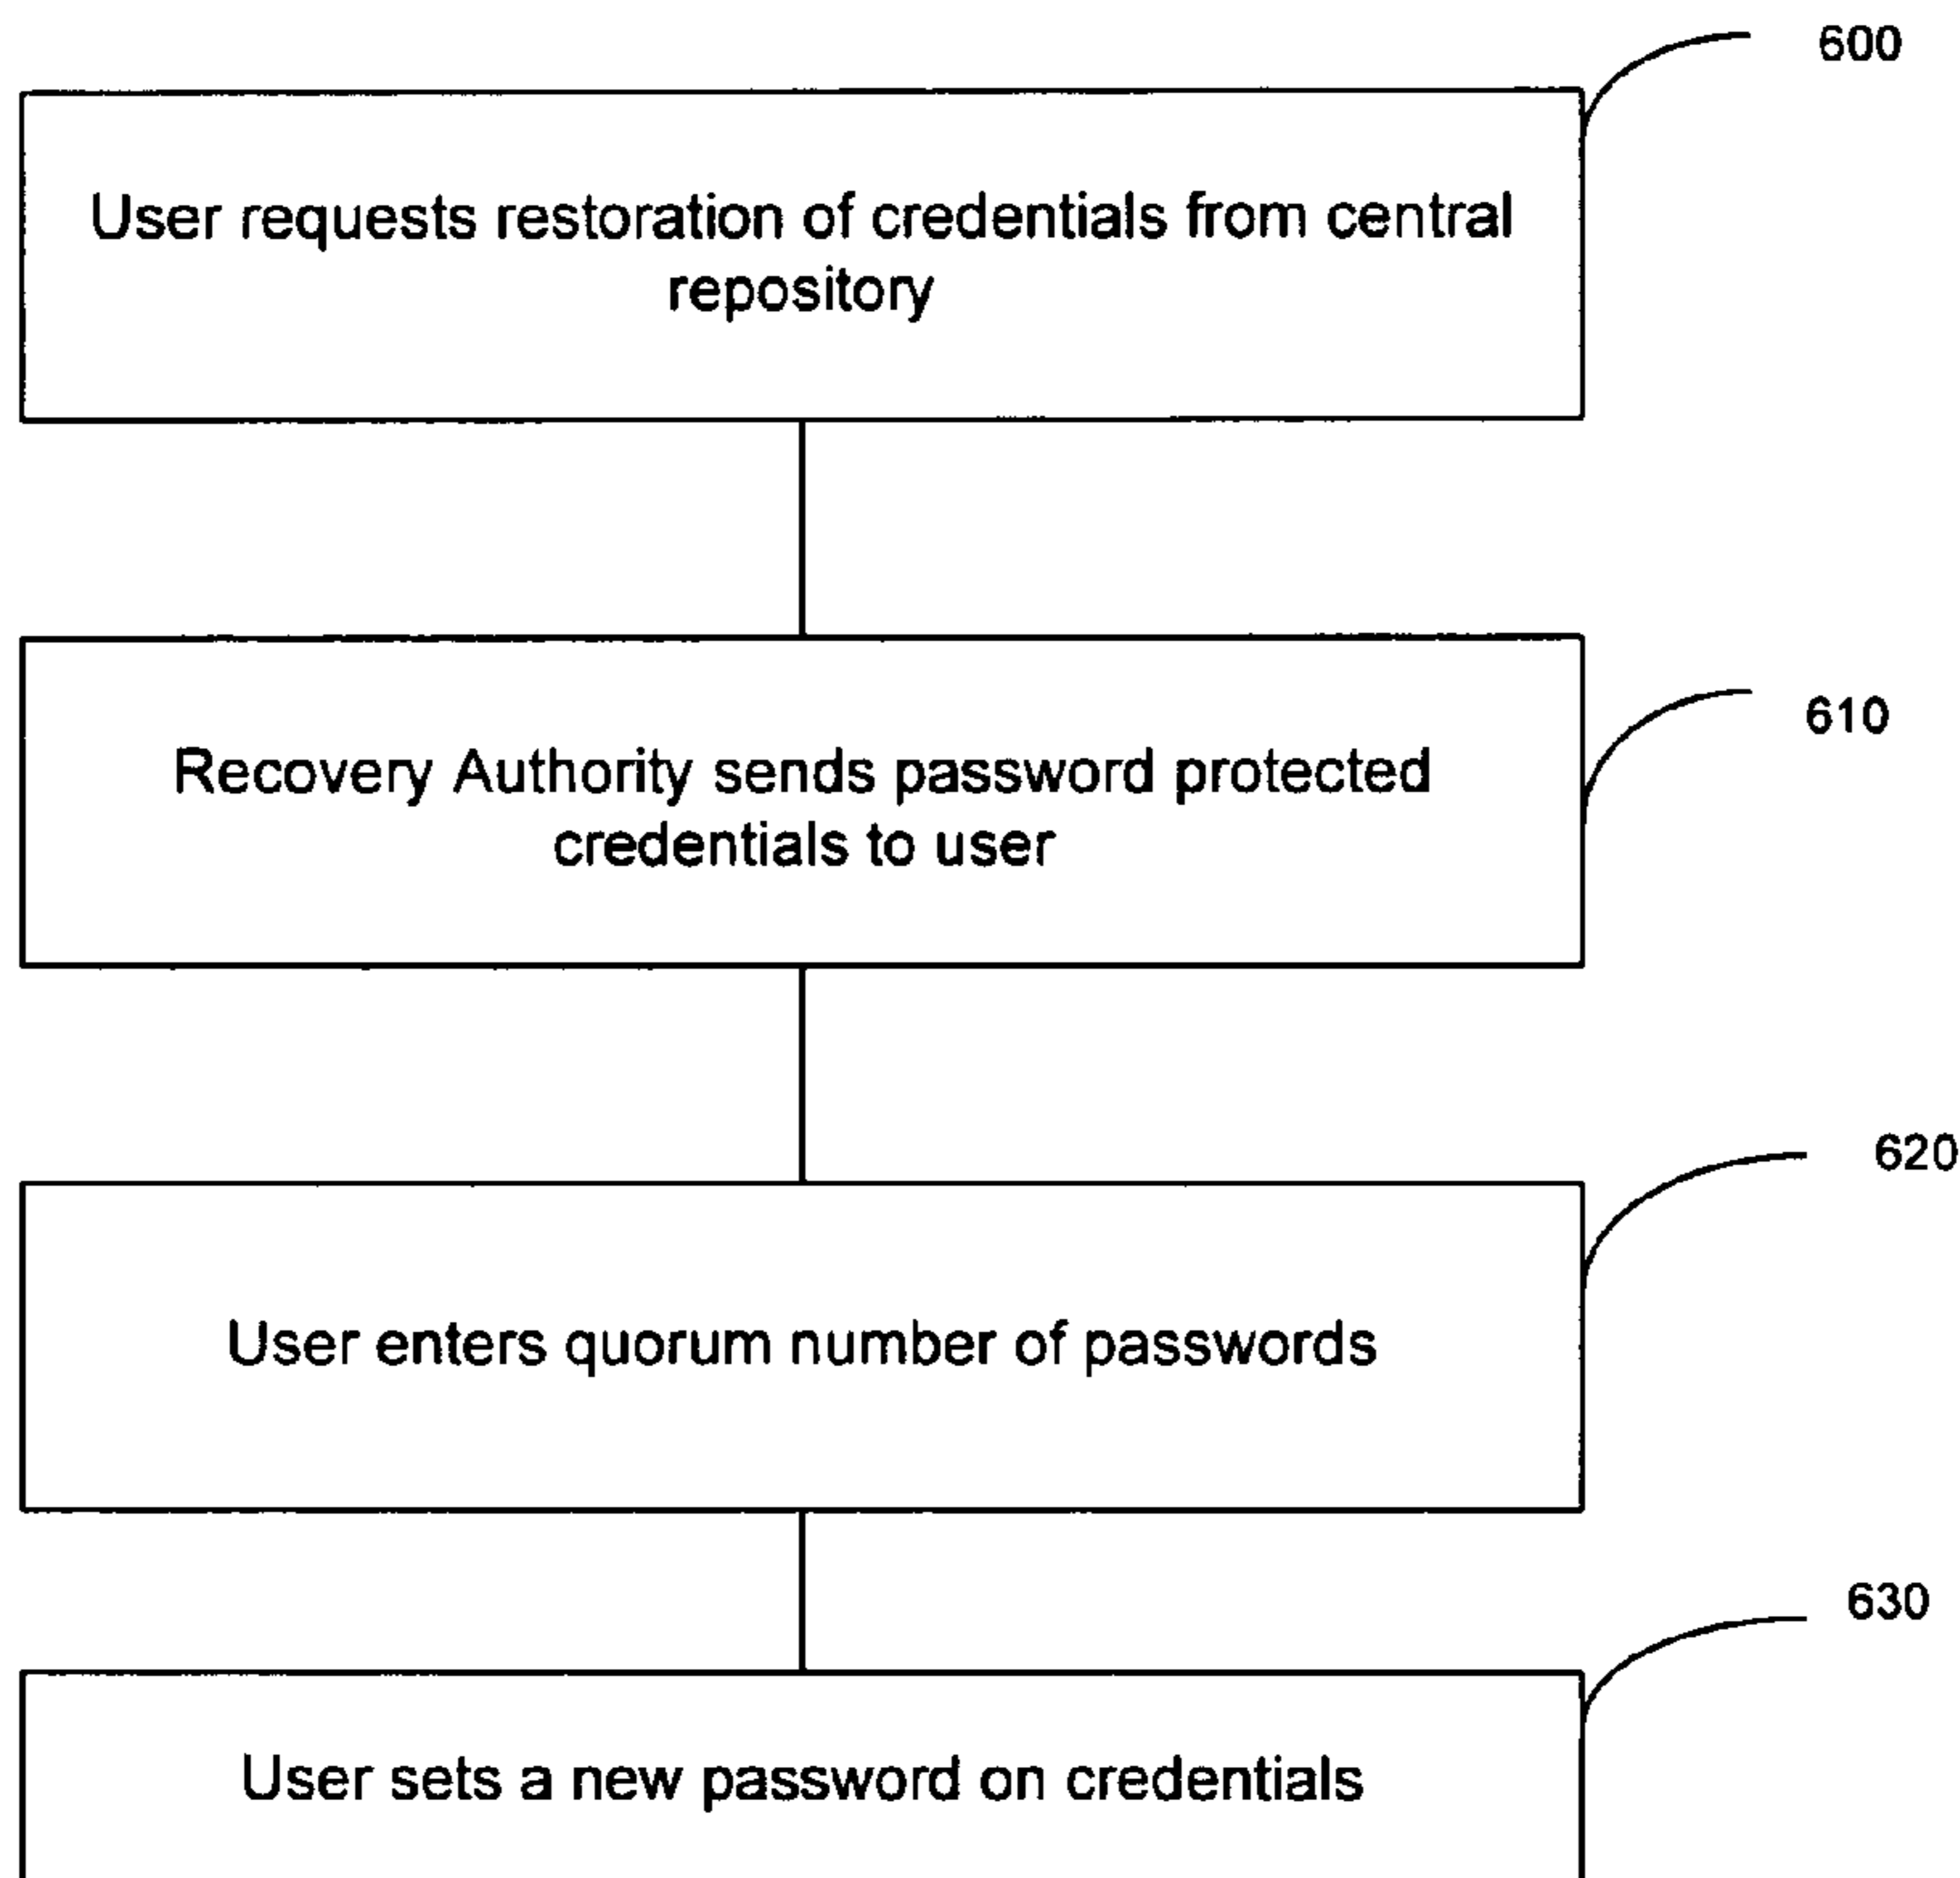 600
User requests restoration of credentials from central
repository
610
Recovery Authority sends password protected
credentials to user
620
User enters quorum number of passwords
630
User sets a new password on credentials